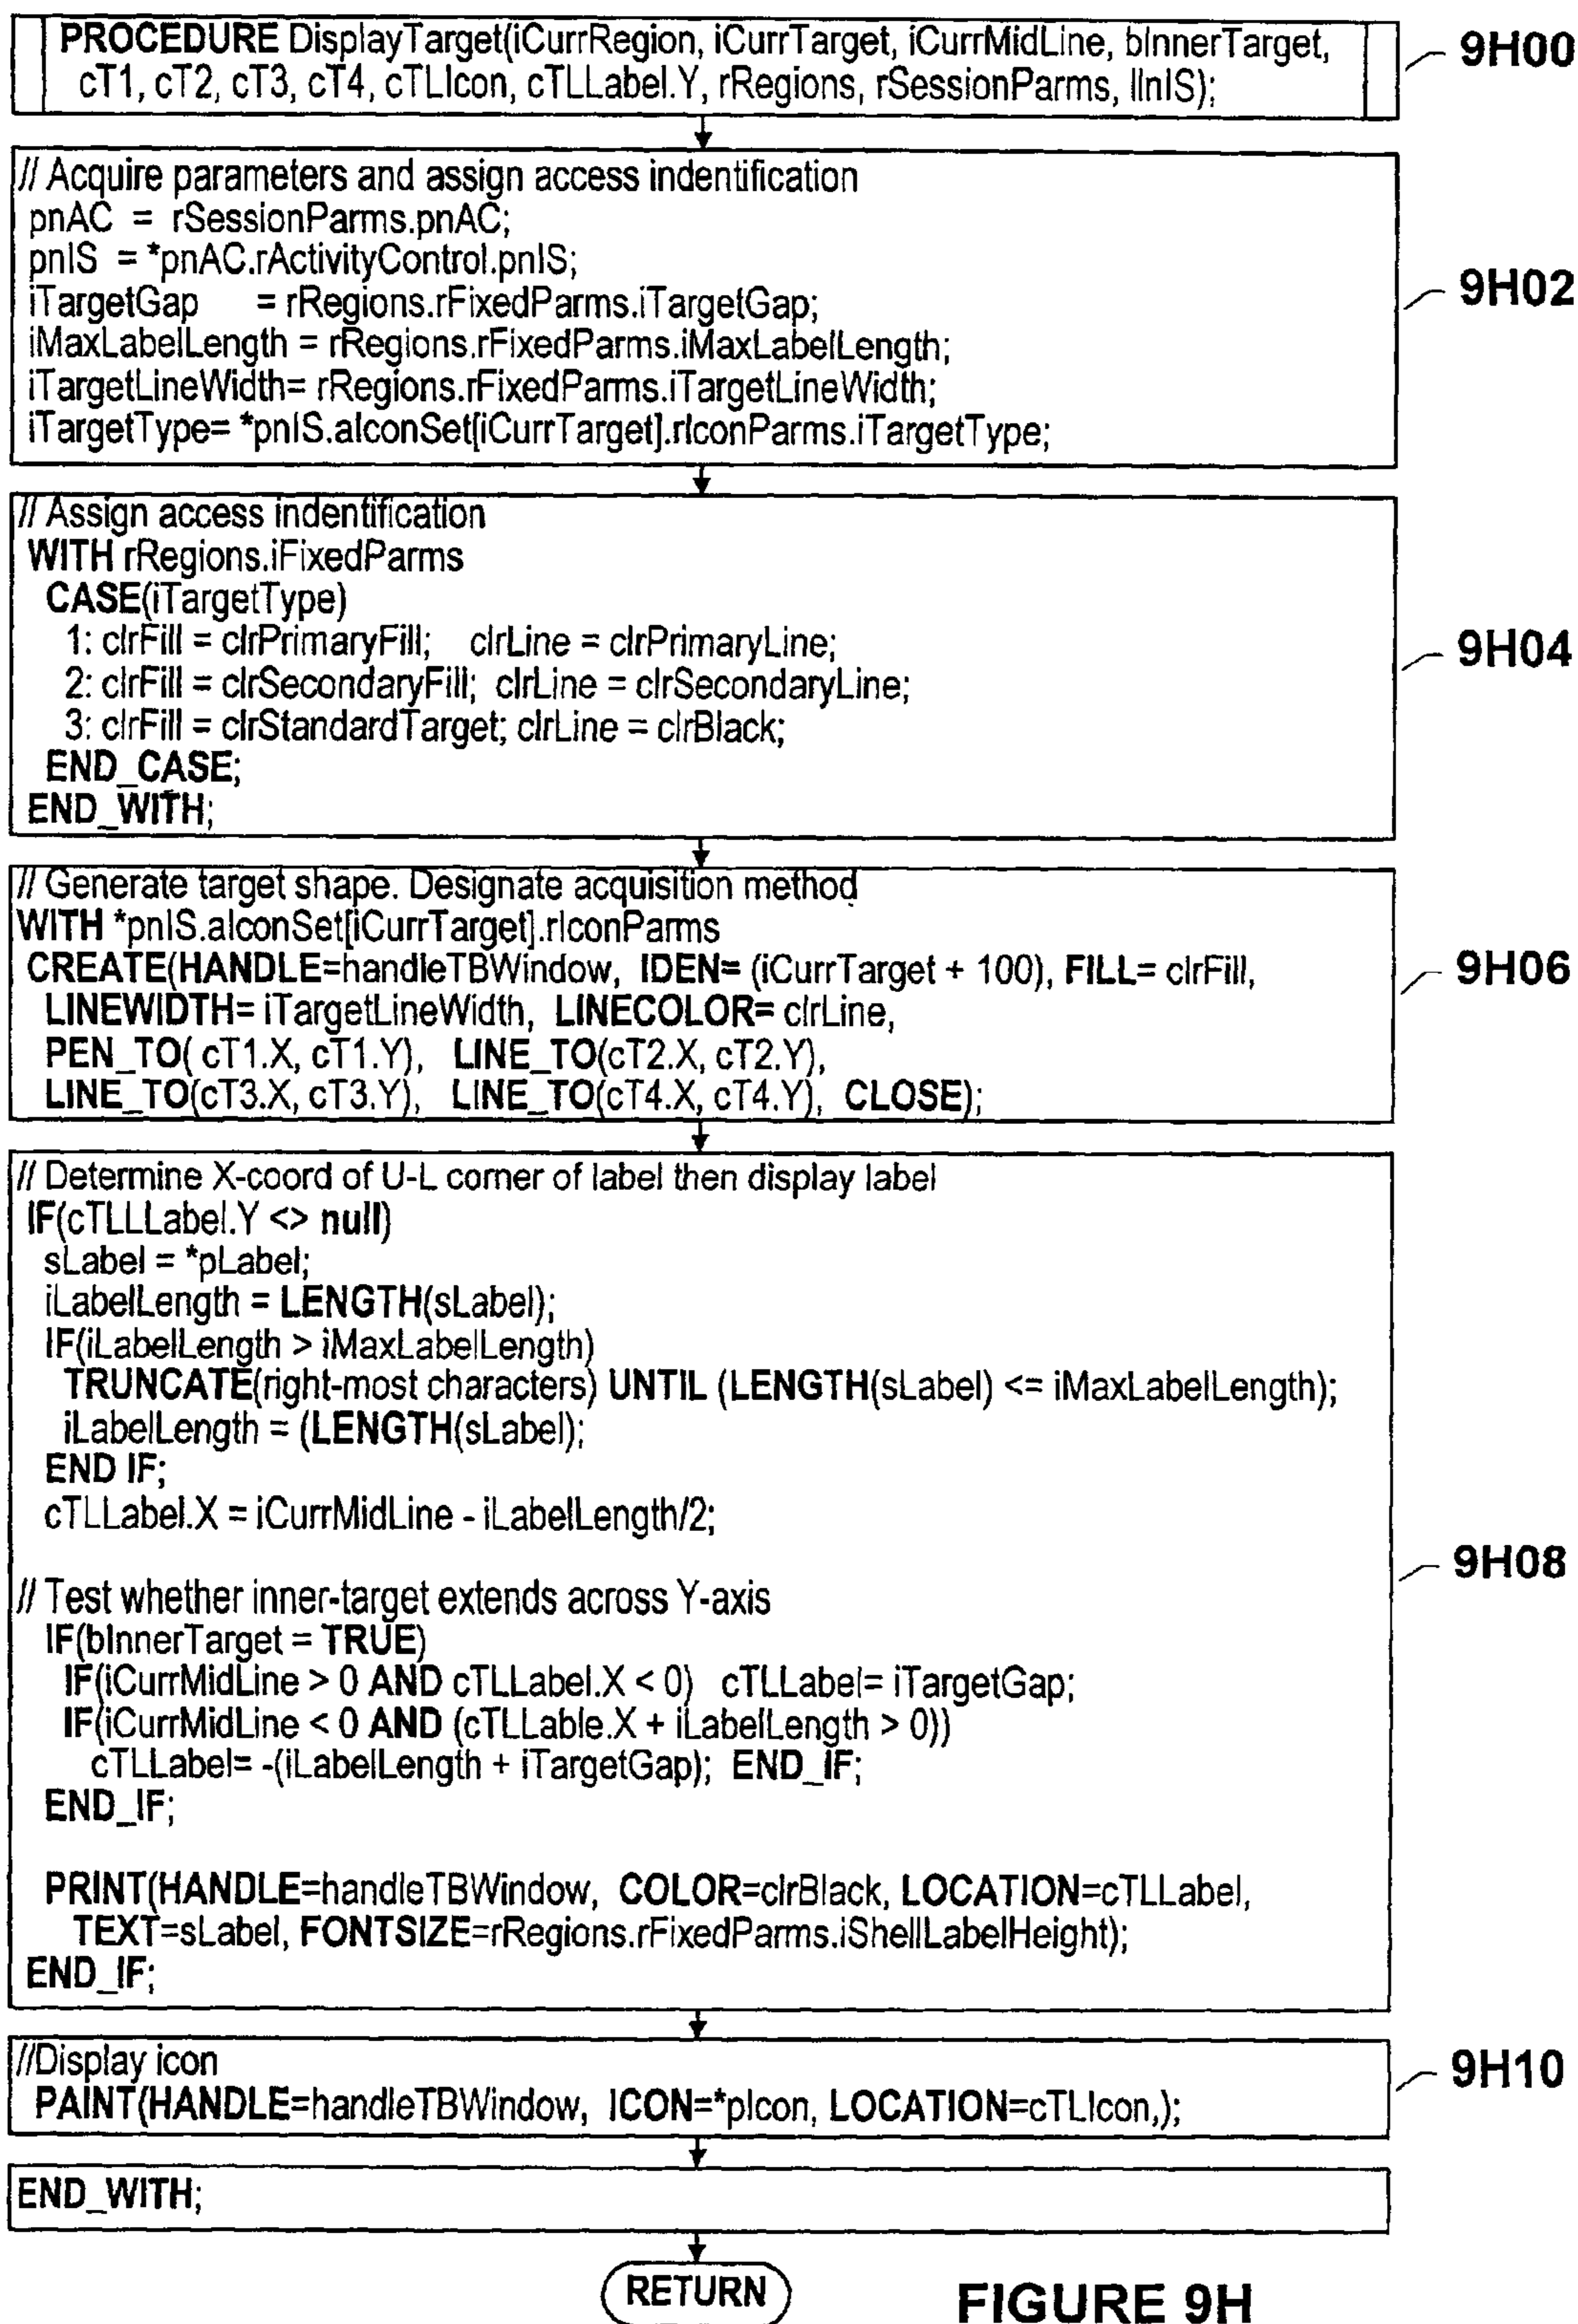 PROCEDURE DisplayTarget(iCurrRegion, iCurrTarget, iCurrMidLine, bInnerTarget,
cT1, cT2, cT3, cT4, cTLIcon, cTLLabel.Y, rRegions, rSessionParms, lInIS);
9H00
// Acquire parameters and assign access indentification
pnAC = rSessionParms.pnAC;
pnIS = *pnAC.rActivityControl.pnIS;
iTargetGap = rRegions.rFixedParms.iTargetGap;
iMaxLabelLength = rRegions.rFixedParms.iMaxLabelLength;
iTargetLineWidth= rRegions.rFixedParms.iTargetLineWidth;
iTargetType= *pnIS.aIconSet[iCurrTarget].rIconParms.iTargetType;
9H02
// Assign access indentification
WITH rRegions.iFixedParms
CASE(iTargetType)
1: clrFill = clrPrimaryFill; clrLine = clrPrimaryLine;
2: clrFill = clrSecondaryFill; clrLine = clrSecondaryLine;
3: clrFill = clrStandardTarget; clrLine = clrBlack;
END_CASE;
END_WITH;
9H04
// Generate target shape. Designate acquisition method
WITH *pnIS.aIconSet[iCurrTarget].rIconParms
CREATE(HANDLE=handleTBWindow, IDEN= (iCurrTarget + 100), FILL= clrFill,
LINEWIDTH= iTargetLineWidth, LINECOLOR= clrLine,
PEN_TO( cT1.X, cT1.Y), LINE_TO(cT2.X, cT2.Y),
LINE_TO(cT3.X, cT3.Y), LINE_TO(cT4.X, cT4.Y), CLOSE);
9H06
// Determine X-coord of U-L corner of label then display label
IF(cTLLLabel.Y <> null)
sLabel = *pLabel;
iLabelLength = LENGTH(sLabel);
IF(iLabelLength > iMaxLabelLength)
TRUNCATE(right-most characters) UNTIL (LENGTH(sLabel) <= iMaxLabelLength);
iLabelLength = (LENGTH(sLabel);
END IF;
cTLLabel.X = iCurrMidLine - iLabelLength/2;
// Test whether inner-target extends across Y-axis
IF(bInnerTarget = TRUE)
IF(iCurrMidLine > 0 AND cTLLabel.X < 0) cTLLabel= iTargetGap;
IF(iCurrMidLine < 0 AND (cTLLable.X + iLabelLength > 0))
cTLLabel= -(iLabelLength + iTargetGap); END_IF;
END_IF;
PRINT(HANDLE=handleTBWindow, COLOR=clrBlack, LOCATION=cTLLabel,
TEXT=sLabel, FONTSIZE=rRegions.rFixedParms.iShellLabelHeight);
END_IF;
9H08
//Display icon
PAINT(HANDLE=handleTBWindow, ICON=*pIcon, LOCATION=cTLIcon,);
9H10
END_WITH;
RETURN
FIGURE 9H